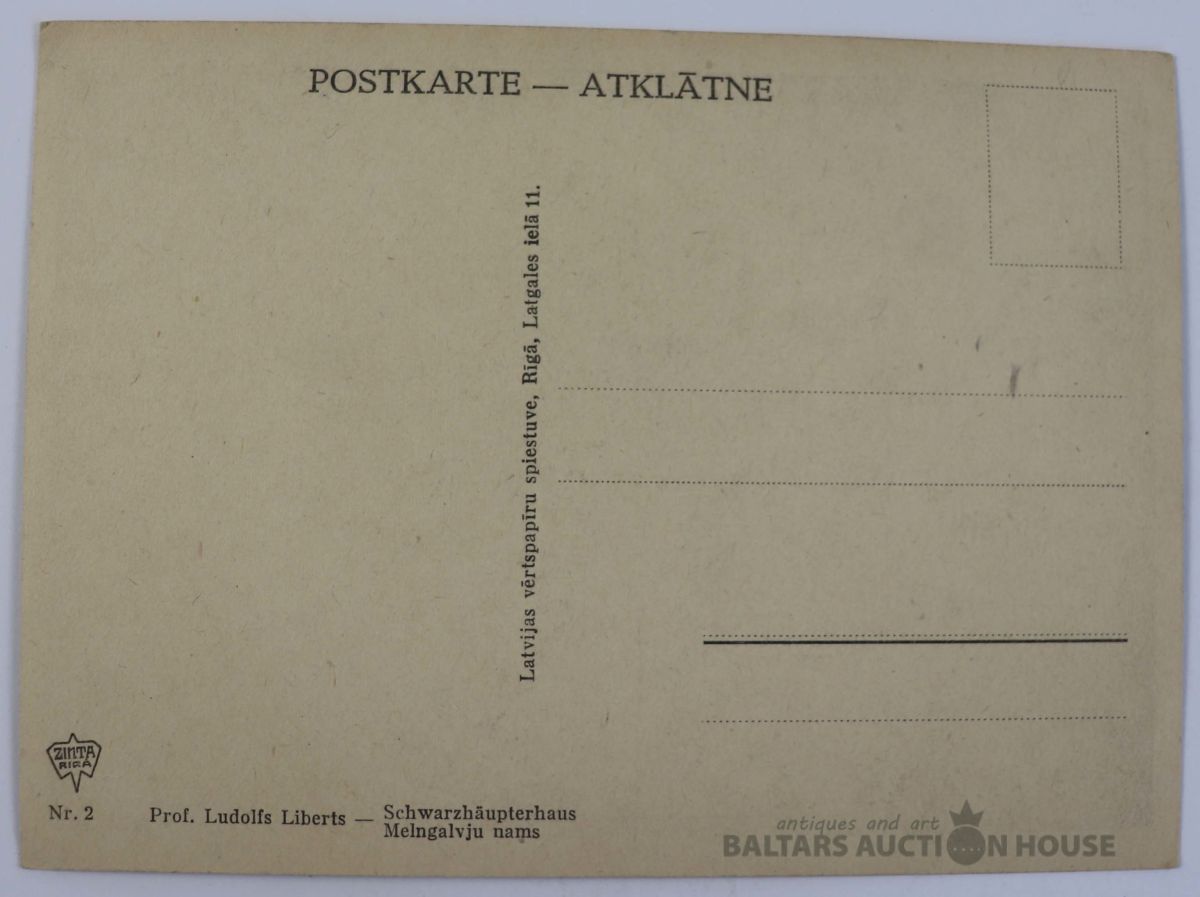 POSTKARTE — ATKLĀTNE
Latvijas vērtspapīru spiestuve, Rīgā, Latgales ielā 11.
ZINTA
RIGA
Nr. 2 Prof. Ludolfs Liberts — Schwarzhäupterhaus
Melngalvju nams
antiques and art
BALTARS AUCTION HOUSE